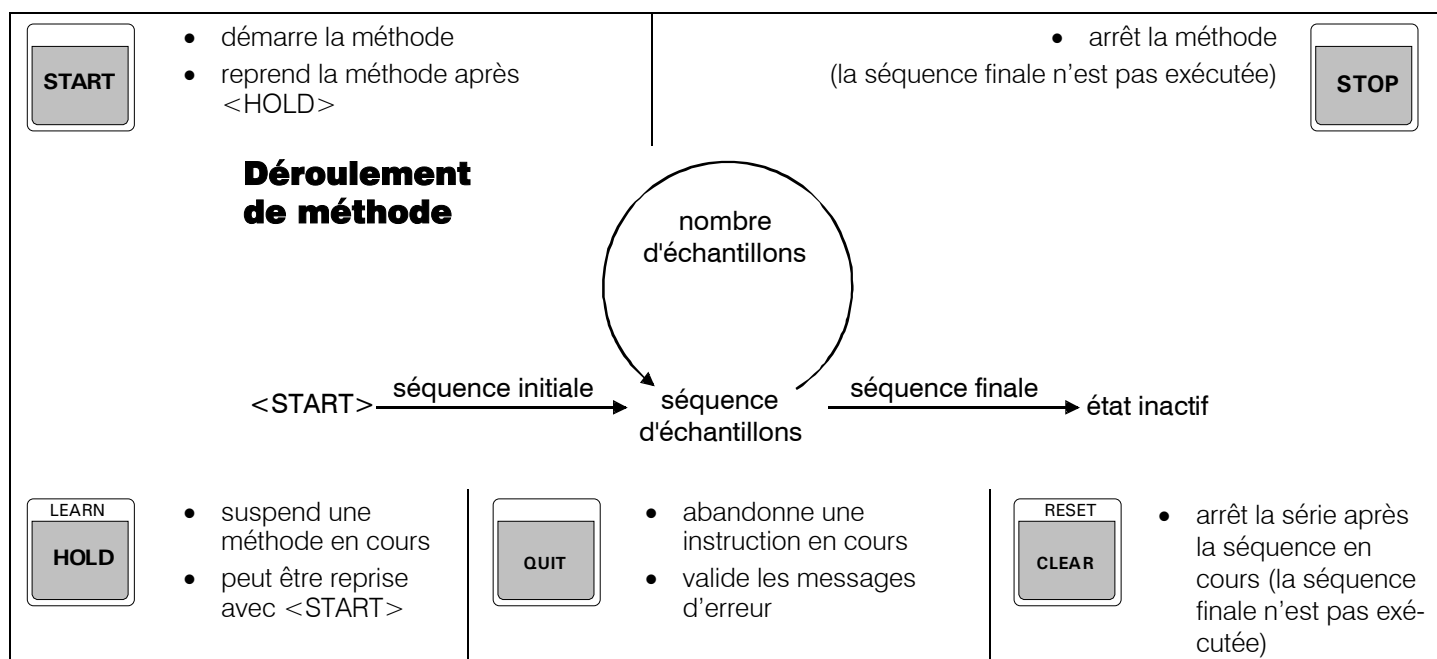 START
• démarre la méthode
• reprend la méthode après
<HOLD>
• arrêt la méthode
(la séquence finale n'est pas exécutée)
STOP
Déroulement
de méthode
nombre
d'échantillons
<START>
séquence initiale
séquence
d'échantillons
séquence finale
état inactif
LEARN
HOLD
• suspend une
méthode en cours
• peut être reprise
avec <START>
QUIT
• abandonne une
instruction en cours
• valide les messages
d'erreur
RESET
CLEAR
• arrêt la série après
la séquence en
cours (la séquence
finale n'est pas exé-
cutée)